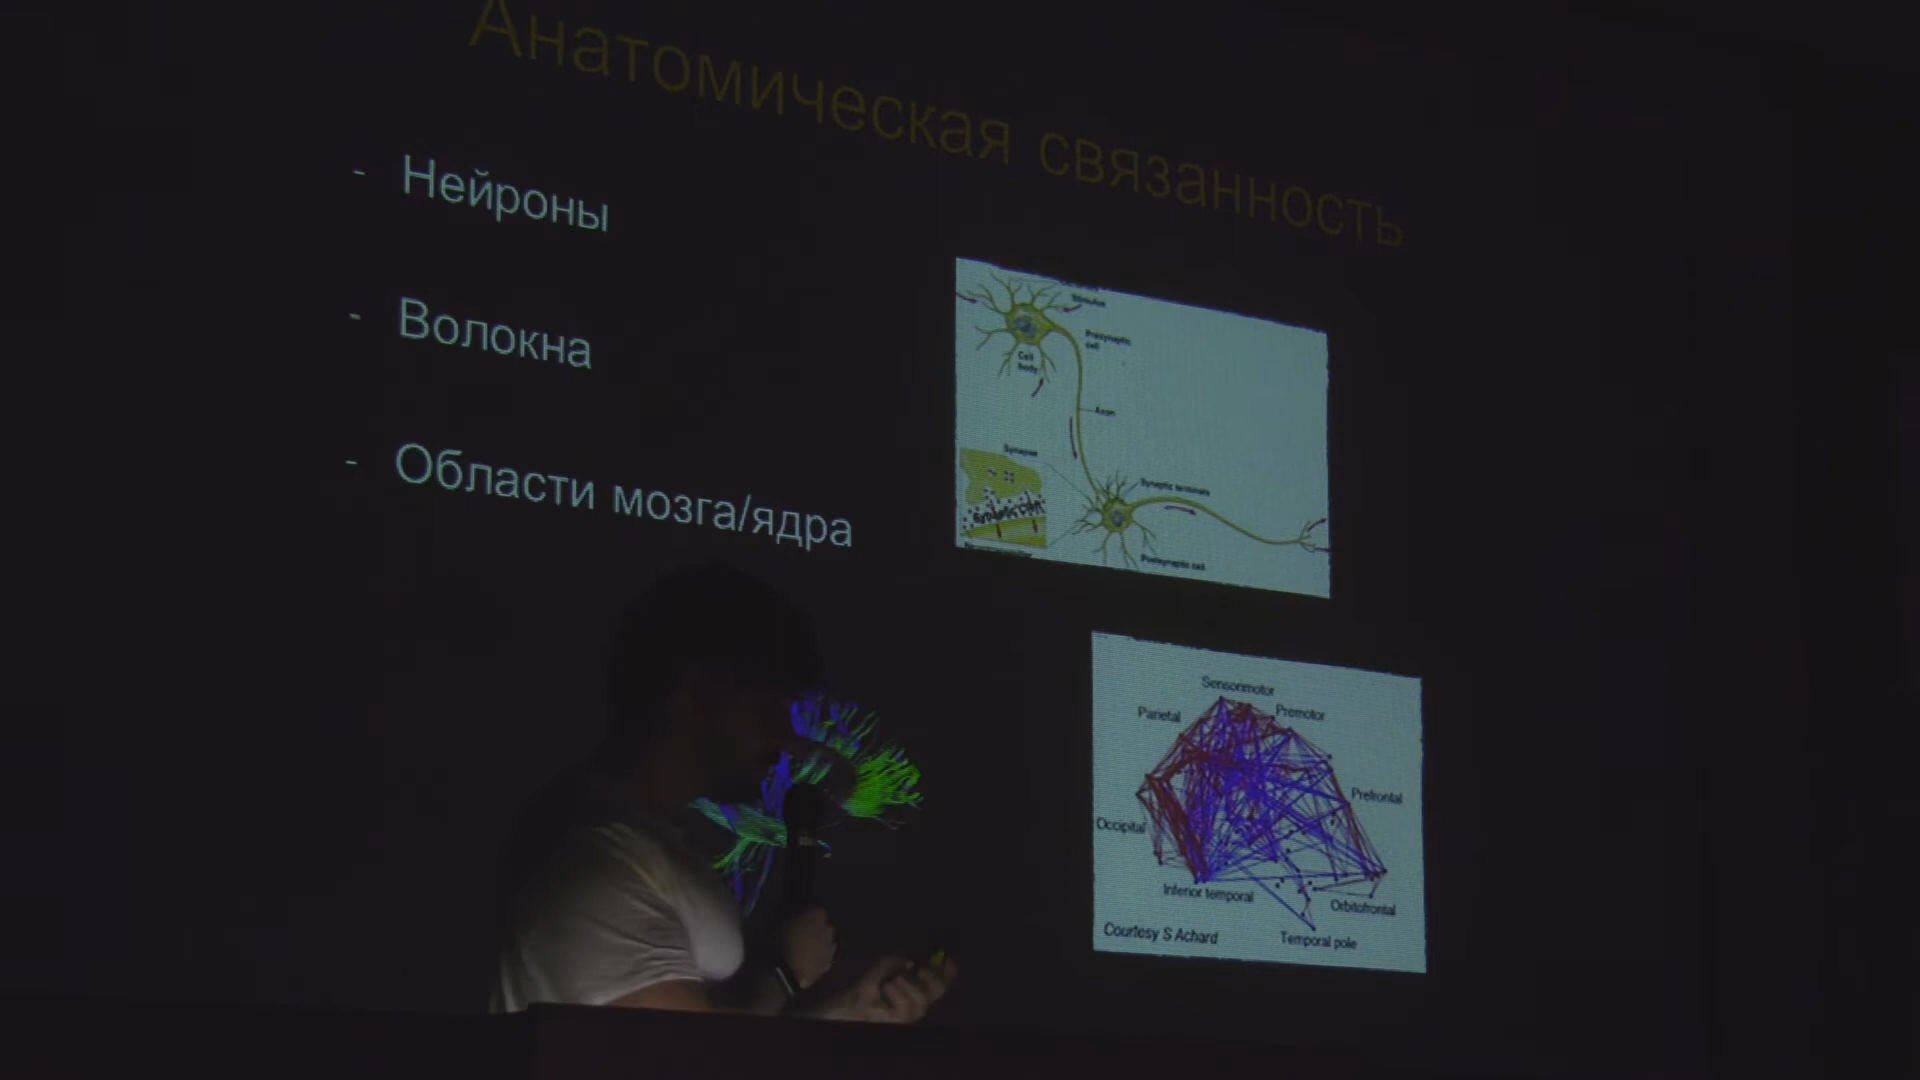 Анатомическая связанность
- Нейроны
- Волокна
- Области мозга/ядра
Stimulus
Presynaptic
cell
Cell
body
Axon
Synapse
Synaptic terminals
Postsynaptic cell
Sensorimotor
Parietal
Premotor
Prefrontal
Occipital
Inferior temporal
Orbitofrontal
Courtesy S Achard
Temporal pole